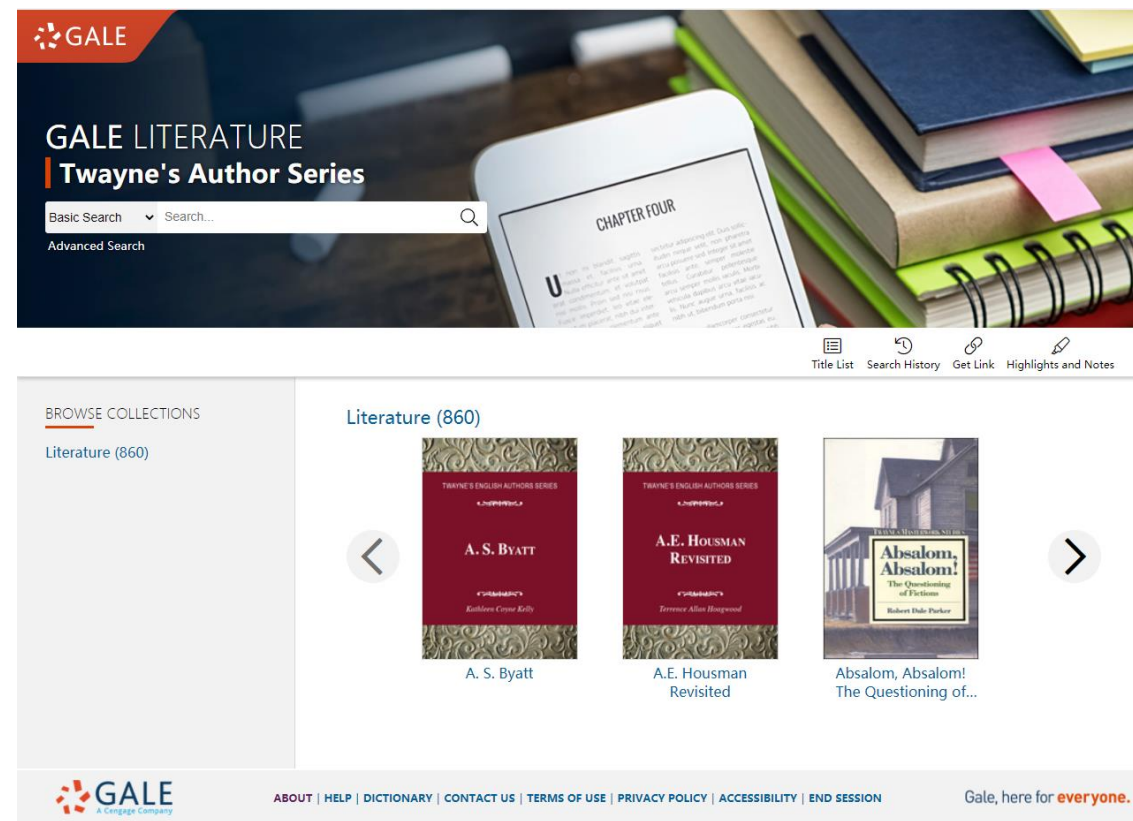 GALE
GALE LITERATURE
Twayne's Author Series
Basic Search Search...
Advanced Search
CHAPTER FOUR
Title List Search History Get Link Highlights and Notes
BROWSE COLLECTIONS
Literature (860)
Literature (860)
TWAYNE'S ENGLISH AUTHORS SERIES
A. S. BYATT
Kathleen Coyne Kelly
A. S. Byatt
TWAYNE'S ENGLISH AUTHORS SERIES
A.E. HOUSMAN
REVISITED
Terrence Allan Hoagwood
A.E. Housman
Revisited
TWAYNE'S MASTERWORK STUDIES
Absalom,
Absalom!
The Questioning
of Fictions
Robert Dale Parker
Absalom, Absalom!
The Questioning of...
GALE
A Cengage Company
ABOUT | HELP | DICTIONARY | CONTACT US | TERMS OF USE | PRIVACY POLICY | ACCESSIBILITY | END SESSION
Gale, here for everyone.